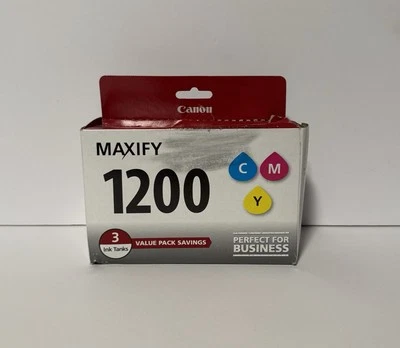 Canon
MAXIFY
1200
C
M
Y
3
Ink Tanks
VALUE PACK SAVINGS
PERFECT FOR
BUSINESS